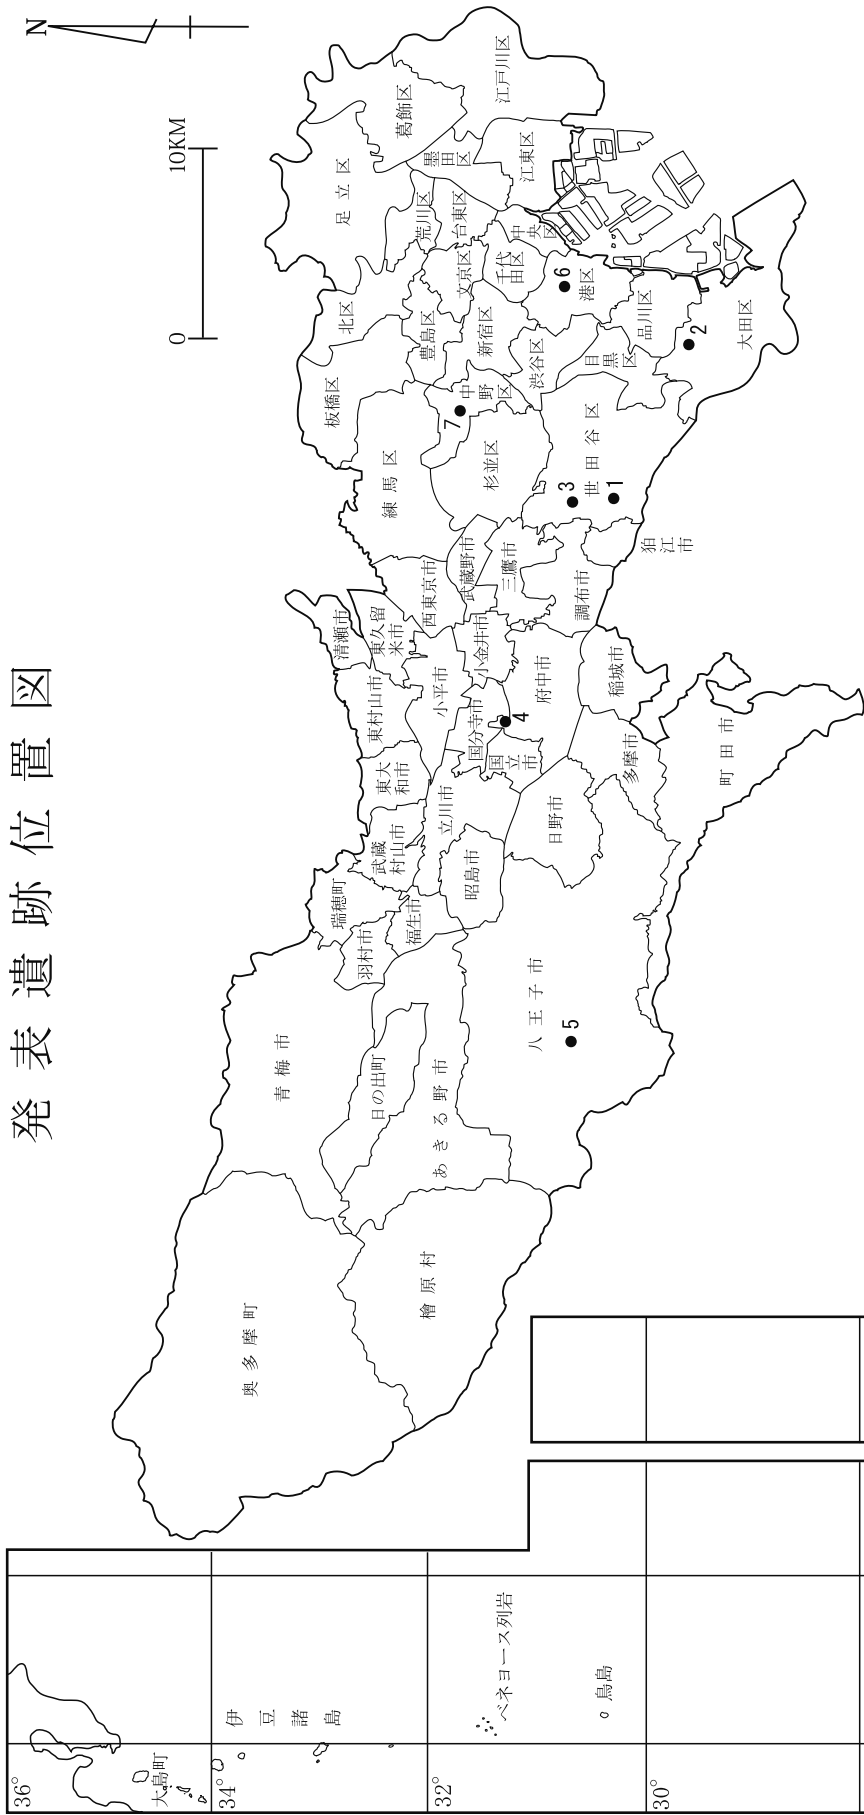 発表遺跡位置図
N
0 10KM
奥多摩町
檜原村
青梅市
日の出町
あきる野市
八王子市
羽村市
瑞穂町
福生市
武蔵
村山市
昭島市
東大
和市
立川市
日野市
東村山市
小平市
国分寺市
国立市
府中市
多摩市
稲城市
町田市
清瀬市
東久留
米市
西東京市
小金井市
武蔵野市
三鷹市
調布市
狛江市
練馬区
杉並区
世田谷区
板橋区
中野区
豊島区
新宿区
渋谷区
目黒区
北区
文京区
千代
田区
港区
品川区
大田区
足立区
荒川区
台東区
中央区
葛飾区
墨田区
江東区
江戸川区
1
2
3
4
5
6
7
36°
34°
32°
30°
大島町
伊豆諸島
ベネョース列岩
鳥島